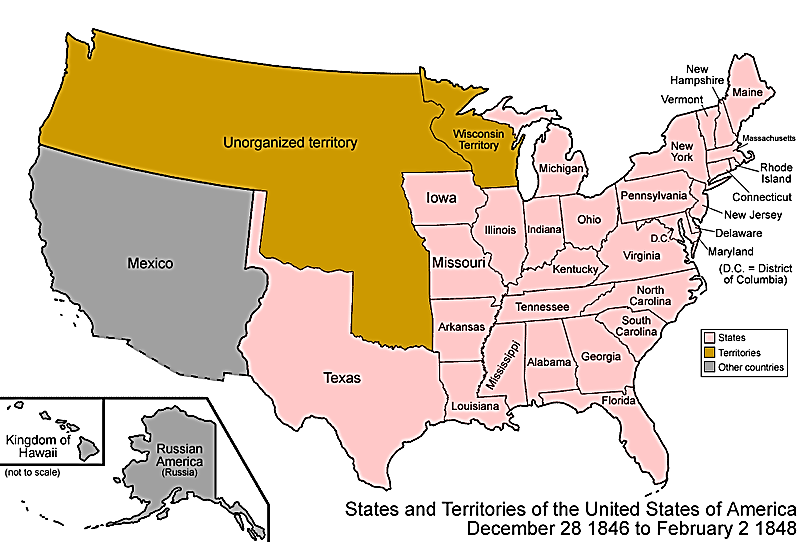 New
Hampshire
Maine
Vermont
Massachusetts
Unorganized territory
Wisconsin
Territory
New
York
Michigan
Rhode
Island
Connecticut
Iowa
Pennsylvania
New Jersey
Ohio
Illinois
Indiana
Delaware
D.C.
Maryland
Mexico
Missouri
Virginia
Kentucky
(D.C. = District
of Columbia)
North
Carolina
Tennessee
South
Carolina
Arkansas
States
Territories
Other countries
Mississippi
Alabama
Georgia
Texas
Louisiana
Florida
Kingdom of
Hawaii
(not to scale)
Russian
America
(Russia)
States and Territories of the United States of America
December 28 1846 to February 2 1848